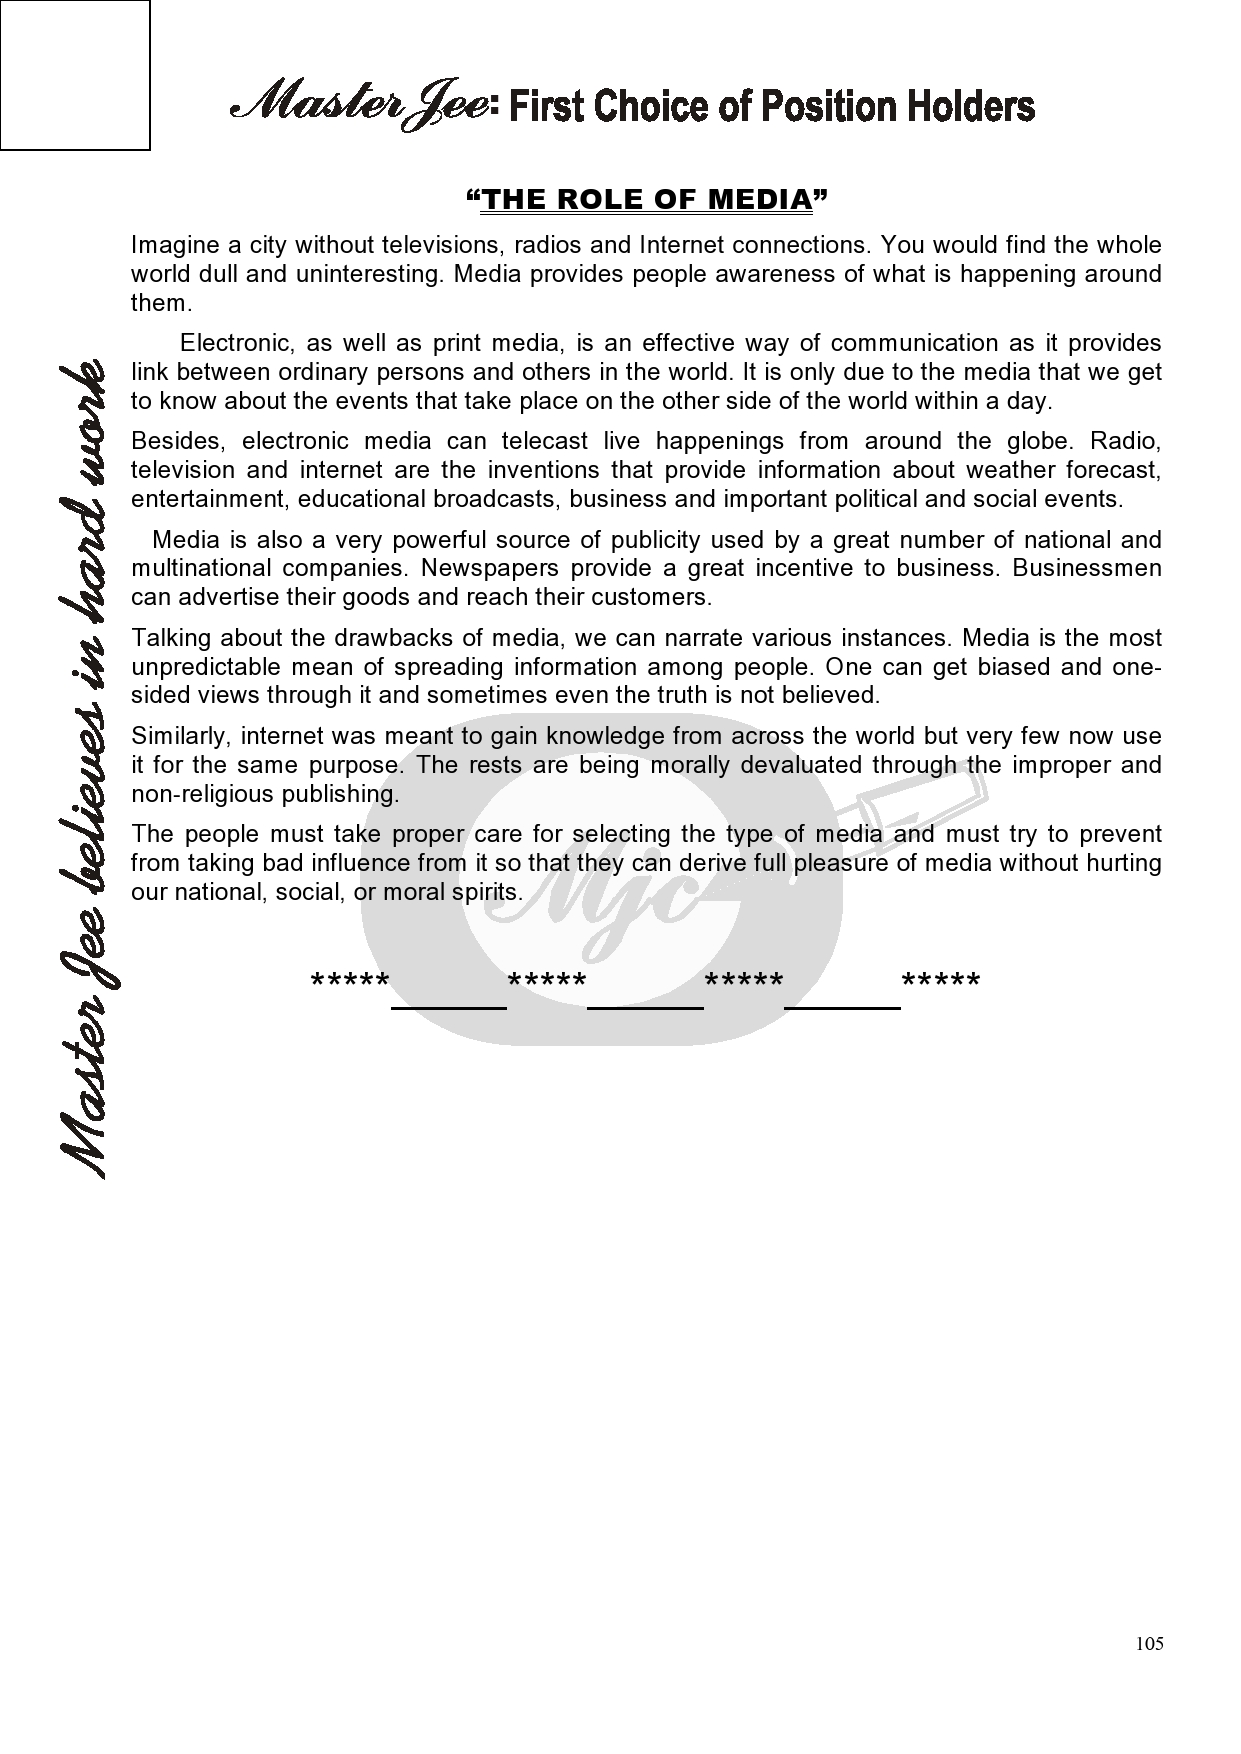 Master Jee: First Choice of Position Holders
“THE ROLE OF MEDIA”
Imagine a city without televisions, radios and Internet connections. You would find the whole
world dull and uninteresting. Media provides people awareness of what is happening around
them.
Electronic, as well as print media, is an effective way of communication as it provides
link between ordinary persons and others in the world. It is only due to the media that we get
to know about the events that take place on the other side of the world within a day.
Besides, electronic media can telecast live happenings from around the globe. Radio,
television and internet are the inventions that provide information about weather forecast,
entertainment, educational broadcasts, business and important political and social events.
Media is also a very powerful source of publicity used by a great number of national and
multinational companies. Newspapers provide a great incentive to business. Businessmen
can advertise their goods and reach their customers.
Talking about the drawbacks of media, we can narrate various instances. Media is the most
unpredictable mean of spreading information among people. One can get biased and one-
sided views through it and sometimes even the truth is not believed.
Similarly, internet was meant to gain knowledge from across the world but very few now use
it for the same purpose. The rests are being morally devaluated through the improper and
non-religious publishing.
The people must take proper care for selecting the type of media and must try to prevent
from taking bad influence from it so that they can derive full pleasure of media without hurting
our national, social, or moral spirits.
*****_______*****_______*****_______*****
Master Jee believes in hard work
Mjc
105